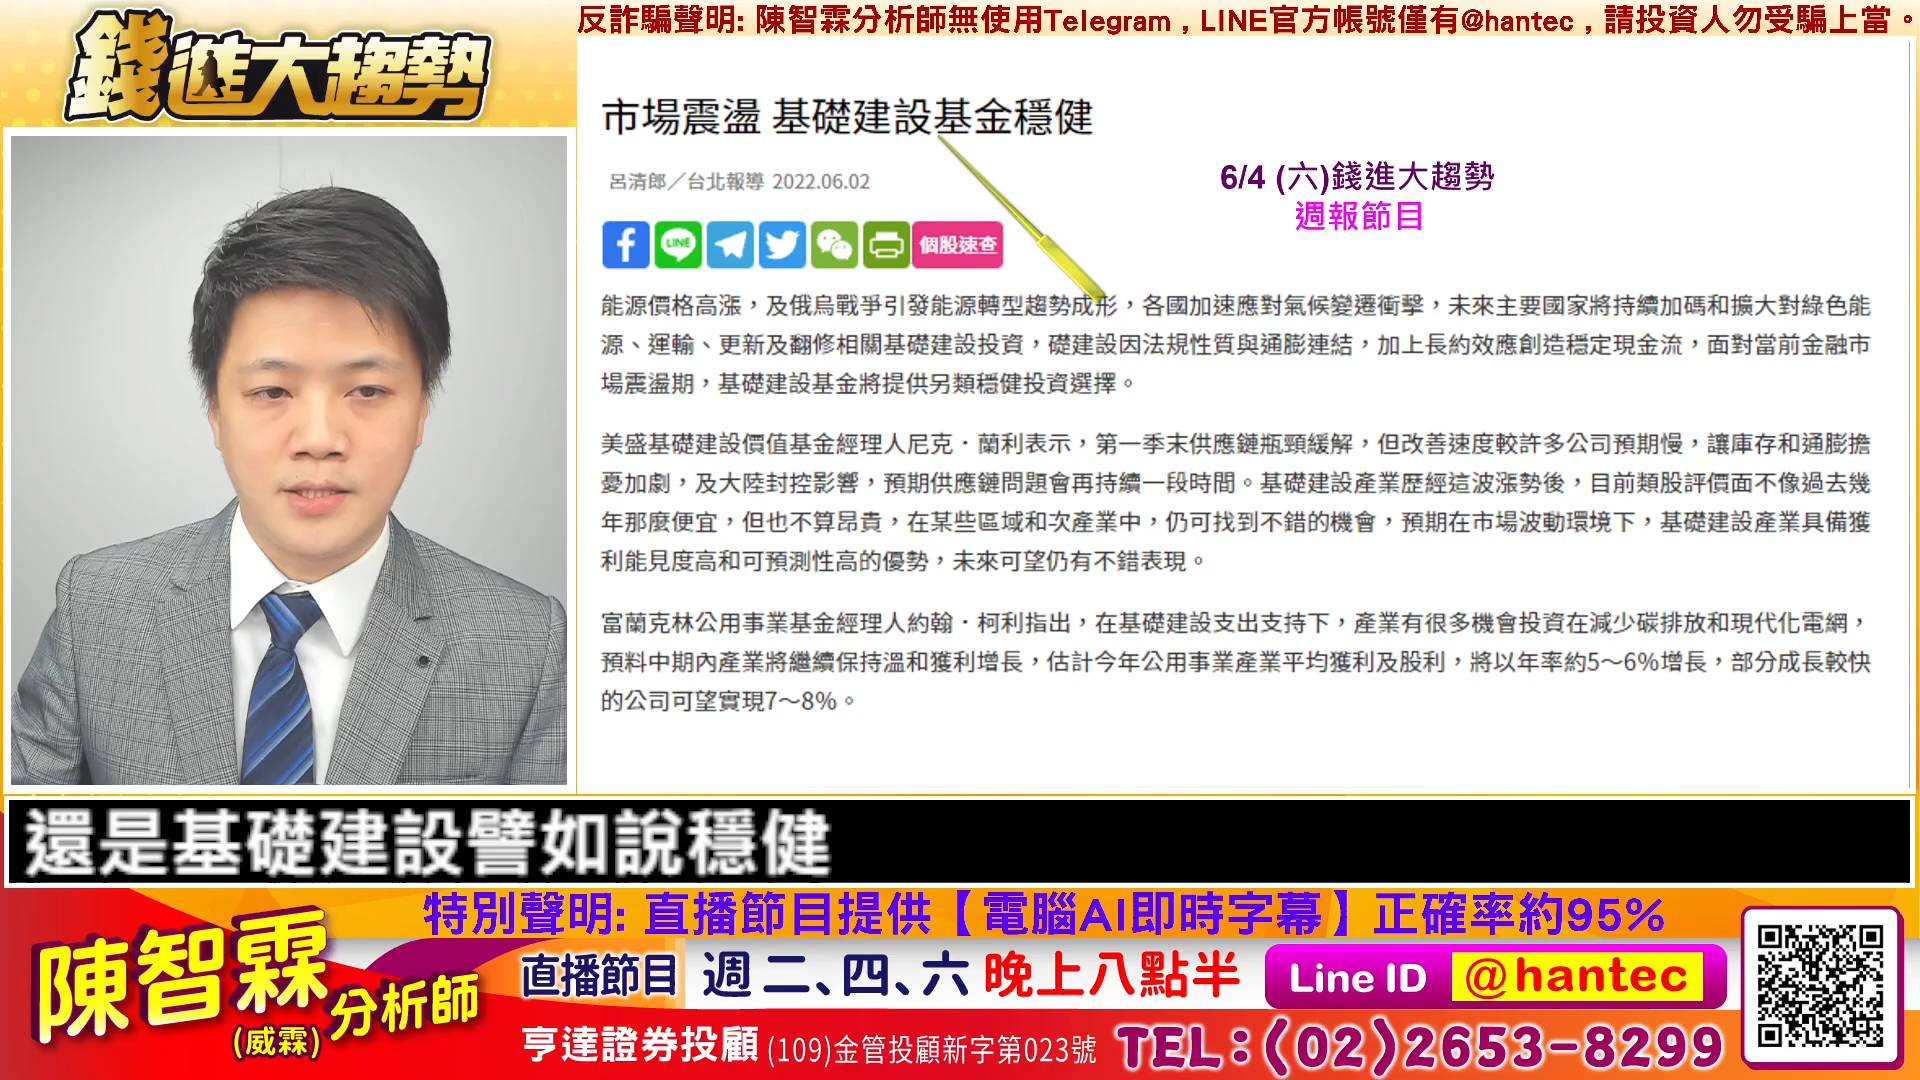 反詐騙聲明: 陳智霖分析師無使用Telegram , LINE官方帳號僅有@hantec , 請投資人勿受騙上當。
錢進大趨勢
市場震盪 基礎建設基金穩健
呂清郎／台北報導 2022.06.02
6/4 (六)錢進大趨勢
週報節目
LINE
個股速查
能源價格高漲，及俄烏戰爭引發能源轉型趨勢成形，各國加速應對氣候變遷衝擊，未來主要國家將持續加碼和擴大對綠色能
源、運輸、更新及翻修相關基礎建設投資，礎建設因法規性質與通膨連結，加上長約效應創造穩定現金流，面對當前金融市
場震盪期，基礎建設基金將提供另類穩健投資選擇。
美盛基礎建設價值基金經理人尼克．蘭利表示，第一季末供應鏈瓶頸緩解，但改善速度較許多公司預期慢，讓庫存和通膨擔
憂加劇，及大陸封控影響，預期供應鏈問題會再持續一段時間。基礎建設產業歷經這波漲勢後，目前類股評價面不像過去幾
年那麼便宜，但也不算昂貴，在某些區域和次產業中，仍可找到不錯的機會，預期在市場波動環境下，基礎建設產業具備獲
利能見度高和可預測性高的優勢，未來可望仍有不錯表現。
富蘭克林公用事業基金經理人約翰．柯利指出，在基礎建設支出支持下，產業有很多機會投資在減少碳排放和現代化電網，
預料中期內產業將繼續保持溫和獲利增長，估計今年公用事業產業平均獲利及股利，將以年率約5～6%增長，部分成長較快
的公司可望實現7～8%。
還是基礎建設譬如說穩健
特別聲明: 直播節目提供【電腦AI即時字幕】正確率約95%
陳智霖分析師
(威霖)
直播節目 週二、四、六 晚上八點半
Line ID @hantec
亨達證券投顧 (109)金管投顧新字第023號 TEL:(02)2653-8299